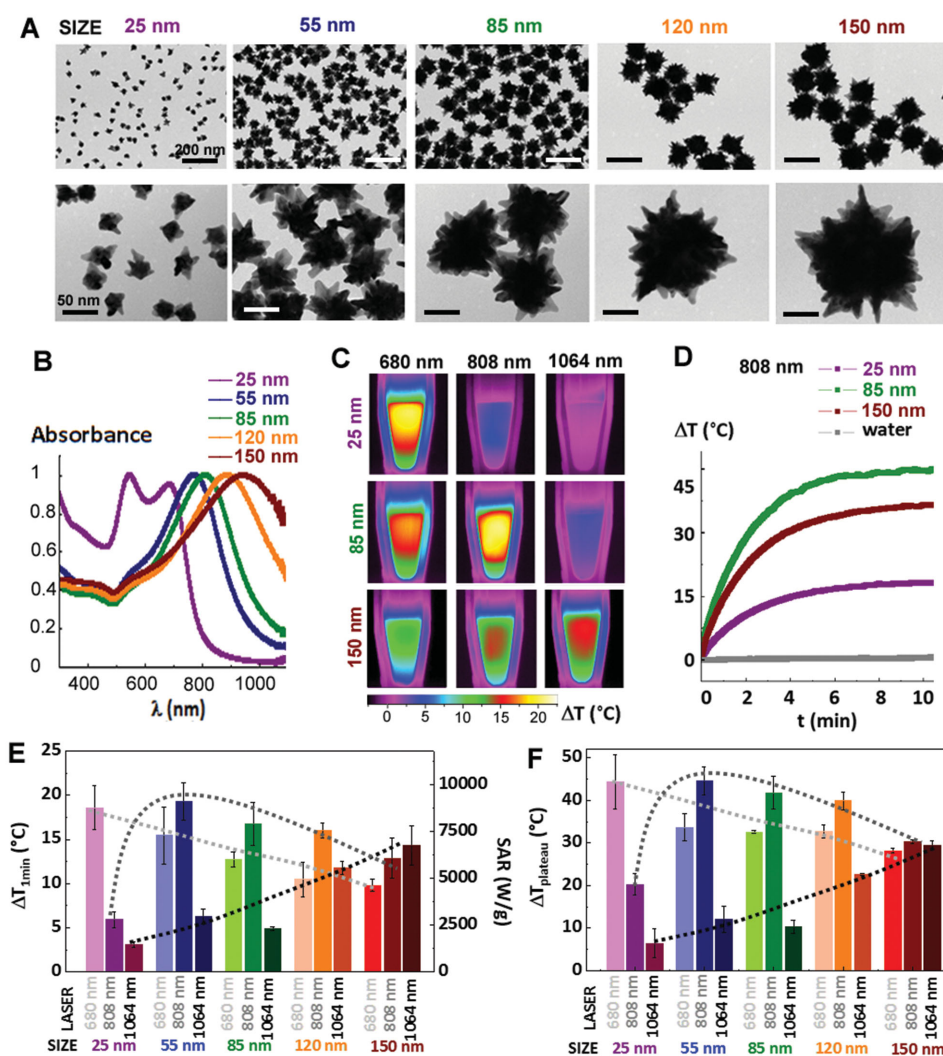 A SIZE 25 nm 55 nm 85 nm 120 nm 150 nm
200 nm
50 nm
B
25 nm
55 nm
85 nm
120 nm
150 nm
Absorbance
1
0.8
0.6
0.4
0.2
0
400 600 800 1000
λ (nm)
C 680 nm 808 nm 1064 nm
25 nm
85 nm
150 nm
0 5 10 15 20 ΔT (°C)
D 808 nm
25 nm
85 nm
150 nm
water
ΔT (°C)
45
30
15
0
0 2 4 6 8 10
t (min)
E
25
20
15
10
5
0
ΔT1min (°C)
10000
7500
5000
2500
0
SAR (W/g)
LASER 680 nm 808 nm 1064 nm 680 nm 808 nm 1064 nm 680 nm 808 nm 1064 nm 680 nm 808 nm 1064 nm 680 nm 808 nm 1064 nm
SIZE 25 nm 55 nm 85 nm 120 nm 150 nm
F
50
40
30
20
10
0
ΔTplateau (°C)
LASER 680 nm 808 nm 1064 nm 680 nm 808 nm 1064 nm 680 nm 808 nm 1064 nm 680 nm 808 nm 1064 nm 680 nm 808 nm 1064 nm
SIZE 25 nm 55 nm 85 nm 120 nm 150 nm